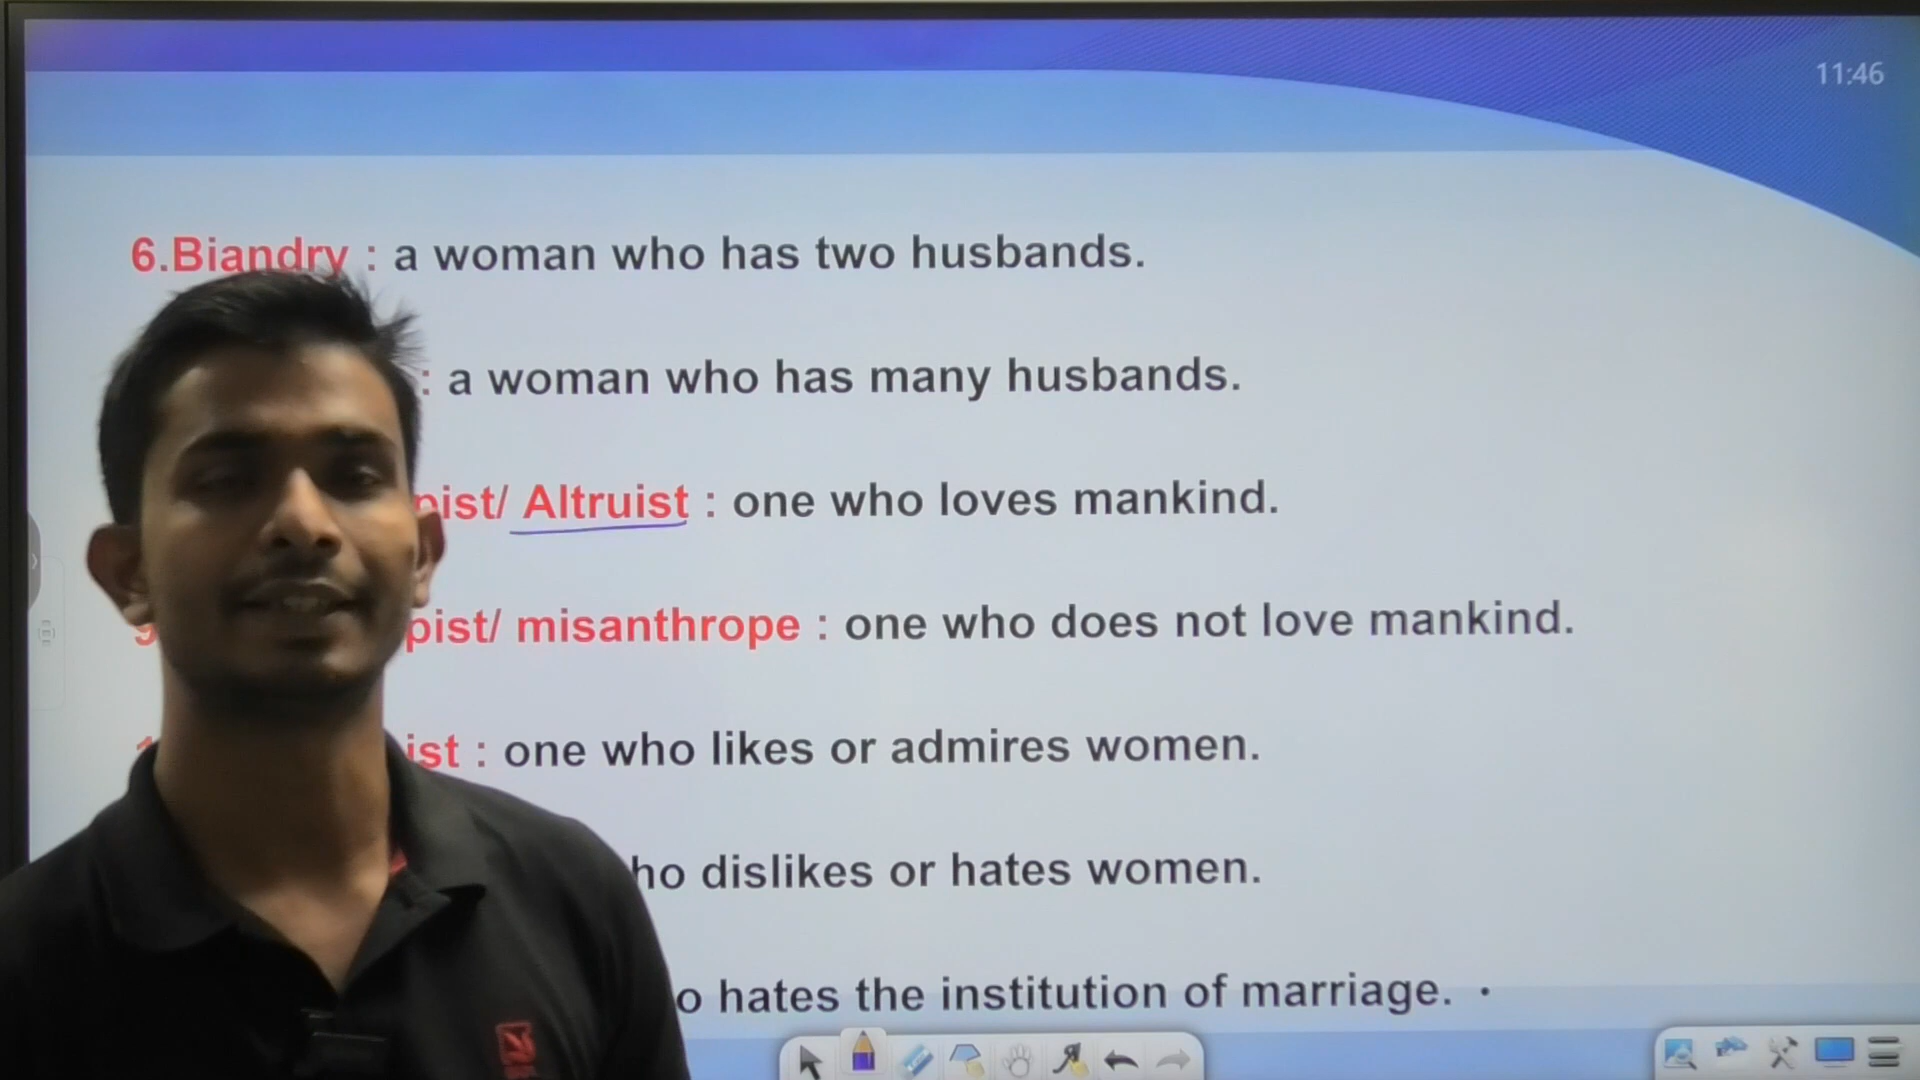 11:46
6.Biandry : a woman who has two husbands.
: a woman who has many husbands.
pist/ Altruist : one who loves mankind.
pist/ misanthrope : one who does not love mankind.
ist : one who likes or admires women.
ho dislikes or hates women.
o hates the institution of marriage.